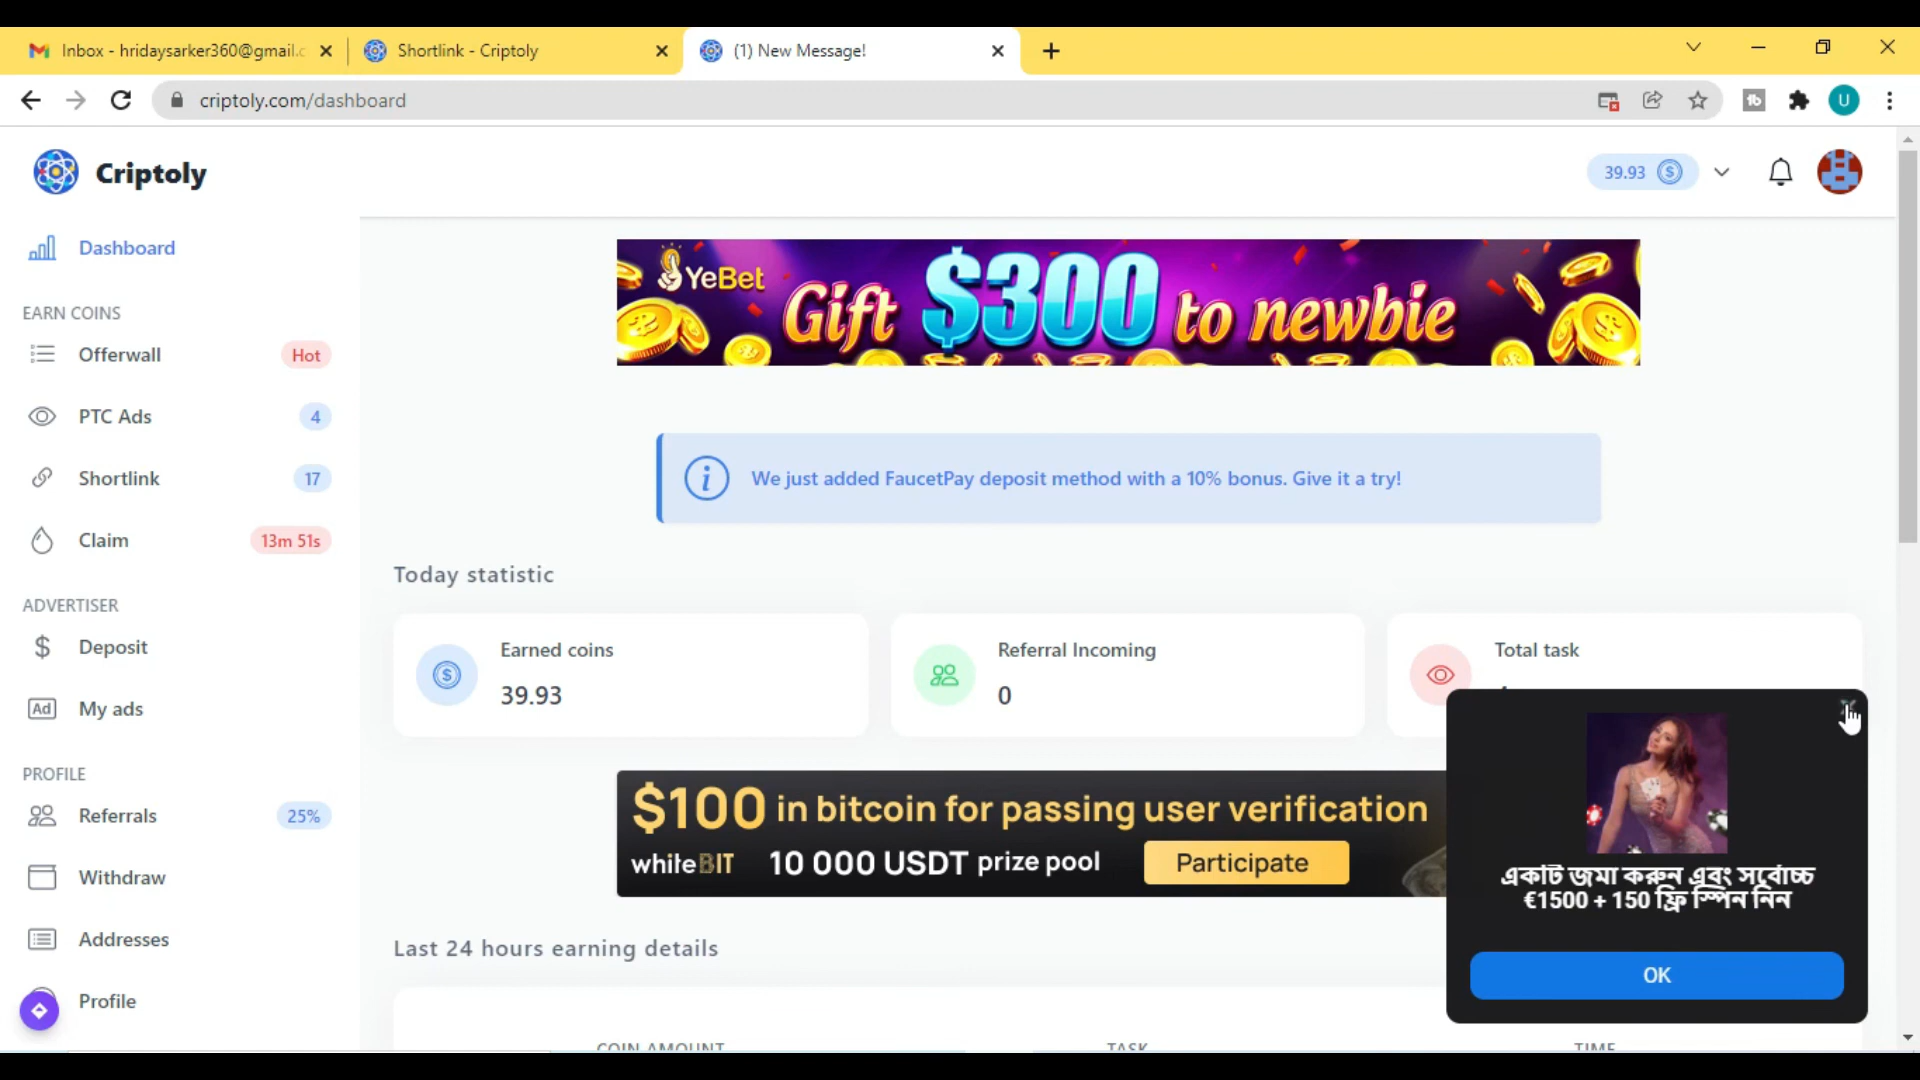 Inbox - hridaysarker360@gmail.c
Shortlink - Criptoly
(1) New Message!
criptoly.com/dashboard
U
Criptoly
39.93
Dashboard
EARN COINS
Offerwall Hot
PTC Ads 4
Shortlink 17
Claim 13m 51s
ADVERTISER
Deposit
Ad My ads
PROFILE
Referrals 25%
Withdraw
Addresses
Profile
YeBet
Gift $300 to newbie
We just added FaucetPay deposit method with a 10% bonus. Give it a try!
Today statistic
Earned coins
39.93
Referral Incoming
0
Total task
$100 in bitcoin for passing user verification
whiteBIT 10 000 USDT prize pool Participate
একটি জমা করুন এবং সর্বোচ্চ
€1500 + 150 ফ্রি স্পিন নিন
OK
Last 24 hours earning details
COIN AMOUNT TASK TIME